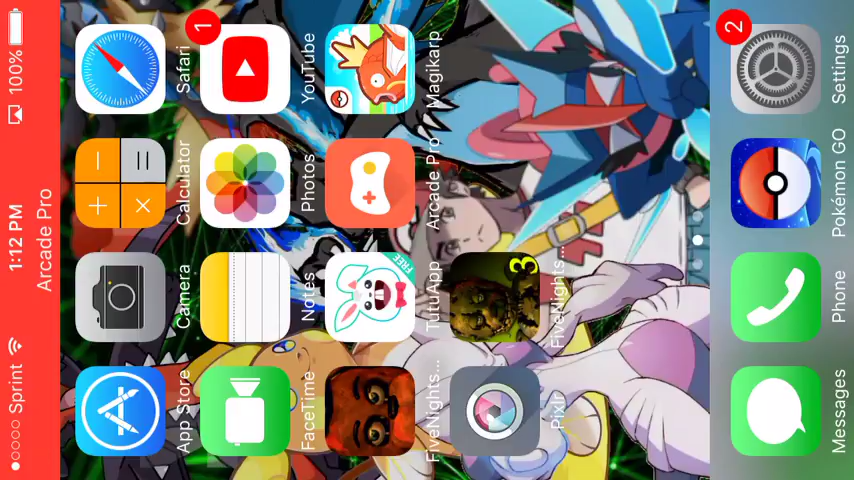 Sprint 1:12 PM 100%
Arcade Pro
App Store Camera Calculator Safari
1
FaceTime Notes Photos YouTube
FREE
FiveNights... TutuApp Arcade Pro Magikarp
3
Pixlr FiveNights...
2
Messages Phone Pokémon GO Settings